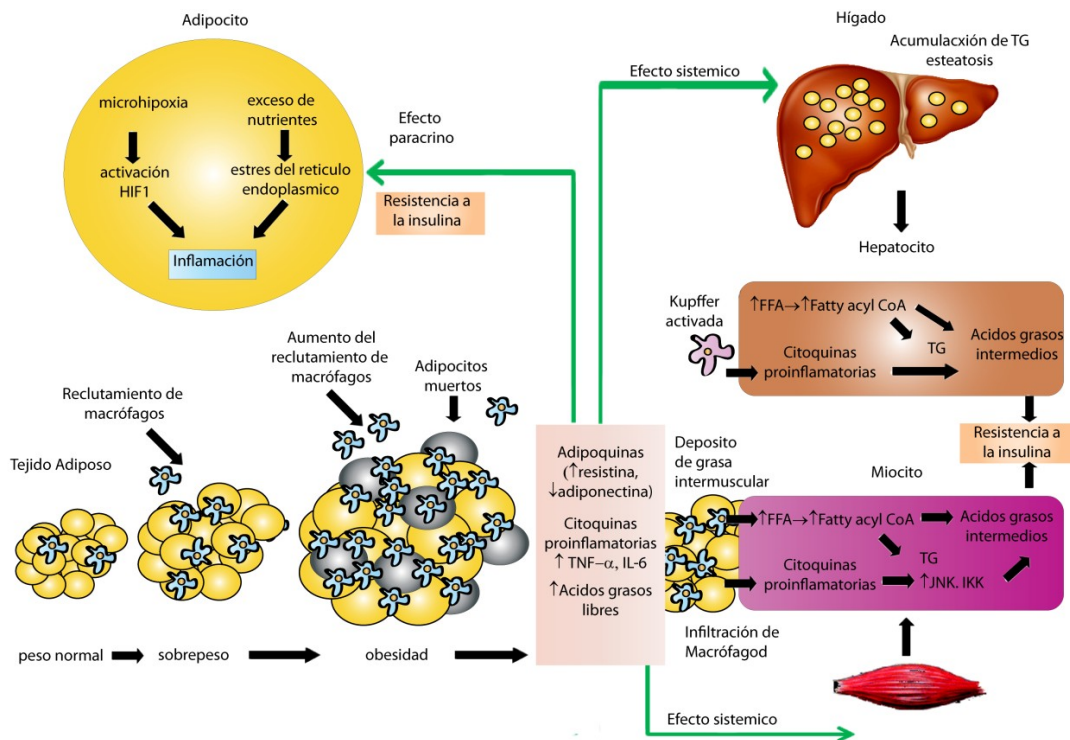 Adipocito
microhipoxia
exceso de
nutrientes
activación
HIF1
estres del reticulo
endoplasmico
Inflamación
Efecto
paracrino
Resistencia a
la insulina
Efecto sistemico
Hígado
Acumulacxión de TG
esteatosis
Hepatocito
Kupffer
activada
↑FFA→↑Fatty acyl CoA
TG
Citoquinas
proinflamatorias
Acidos grasos
intermedios
Resistencia a
la insulina
Tejido Adiposo
Reclutamiento de
macrófagos
Aumento del
reclutamiento de
macrófagos
Adipocitos
muertos
peso normal
sobrepeso
obesidad
Adipoquinas
(↑resistina,
↓adiponectina)
Citoquinas
proinflamatorias
↑ TNF-α, IL-6
↑Acidos grasos
libres
Deposito
de grasa
intermuscular
Miocito
↑FFA→↑Fatty acyl CoA
Acidos grasos
intermedios
TG
Citoquinas
proinflamatorias
↑JNK. IKK
Infiltración de
Macrófagod
Efecto sistemico